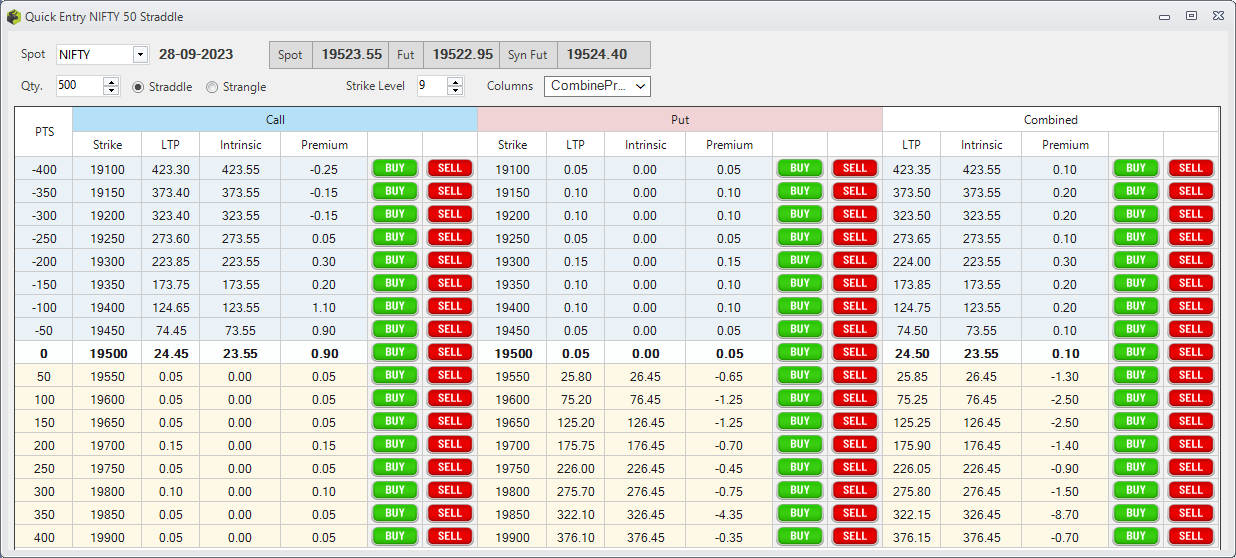 Quick Entry NIFTY 50 Straddle
Spot NIFTY 28-09-2023 Spot 19523.55 Fut 19522.95 Syn Fut 19524.40
Qty. 500 Straddle Strangle Strike Level 9 Columns CombinePr...
PTS Call Put Combined
Strike LTP Intrinsic Premium Strike LTP Intrinsic Premium LTP Intrinsic Premium
-400 19100 423.30 423.55 -0.25 BUY SELL 19100 0.05 0.00 0.05 BUY SELL 423.35 423.55 0.10 BUY SELL
-350 19150 373.40 373.55 -0.15 BUY SELL 19150 0.10 0.00 0.10 BUY SELL 373.50 373.55 0.20 BUY SELL
-300 19200 323.40 323.55 -0.15 BUY SELL 19200 0.10 0.00 0.10 BUY SELL 323.50 323.55 0.20 BUY SELL
-250 19250 273.60 273.55 0.05 BUY SELL 19250 0.05 0.00 0.05 BUY SELL 273.65 273.55 0.10 BUY SELL
-200 19300 223.85 223.55 0.30 BUY SELL 19300 0.15 0.00 0.15 BUY SELL 224.00 223.55 0.30 BUY SELL
-150 19350 173.75 173.55 0.20 BUY SELL 19350 0.10 0.00 0.10 BUY SELL 173.85 173.55 0.20 BUY SELL
-100 19400 124.65 123.55 1.10 BUY SELL 19400 0.10 0.00 0.10 BUY SELL 124.75 123.55 0.20 BUY SELL
-50 19450 74.45 73.55 0.90 BUY SELL 19450 0.05 0.00 0.05 BUY SELL 74.50 73.55 0.10 BUY SELL
0 19500 24.45 23.55 0.90 BUY SELL 19500 0.05 0.00 0.05 BUY SELL 24.50 23.55 0.10 BUY SELL
50 19550 0.05 0.00 0.05 BUY SELL 19550 25.80 26.45 -0.65 BUY SELL 25.85 26.45 -1.30 BUY SELL
100 19600 0.05 0.00 0.05 BUY SELL 19600 75.20 76.45 -1.25 BUY SELL 75.25 76.45 -2.50 BUY SELL
150 19650 0.05 0.00 0.05 BUY SELL 19650 125.20 126.45 -1.25 BUY SELL 125.25 126.45 -2.50 BUY SELL
200 19700 0.15 0.00 0.15 BUY SELL 19700 175.75 176.45 -0.70 BUY SELL 175.90 176.45 -1.40 BUY SELL
250 19750 0.05 0.00 0.05 BUY SELL 19750 226.00 226.45 -0.45 BUY SELL 226.05 226.45 -0.90 BUY SELL
300 19800 0.10 0.00 0.10 BUY SELL 19800 275.70 276.45 -0.75 BUY SELL 275.80 276.45 -1.50 BUY SELL
350 19850 0.05 0.00 0.05 BUY SELL 19850 322.10 326.45 -4.35 BUY SELL 322.15 326.45 -8.70 BUY SELL
400 19900 0.05 0.00 0.05 BUY SELL 19900 376.10 376.45 -0.35 BUY SELL 376.15 376.45 -0.70 BUY SELL